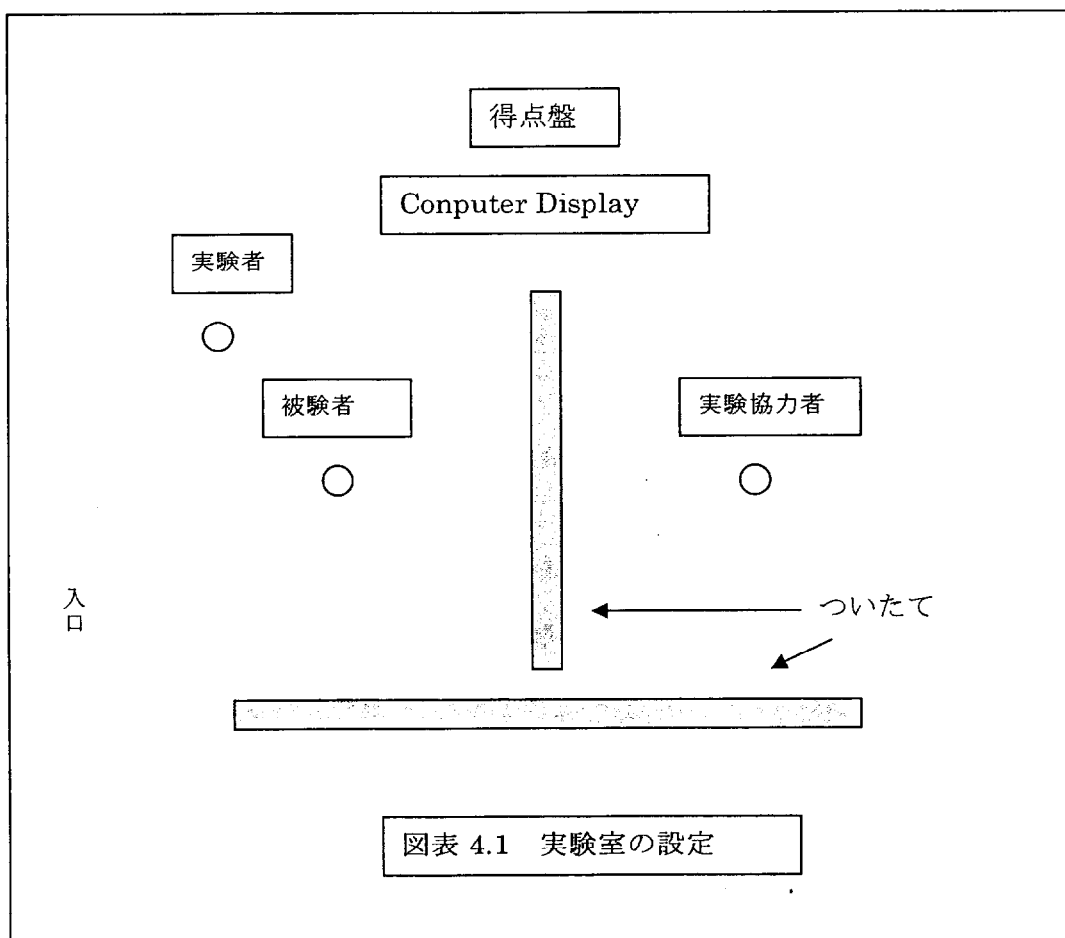 得点盤
Conputer Display
実験者
被験者
実験協力者
入口
ついたて
図表 4.1 実験室の設定